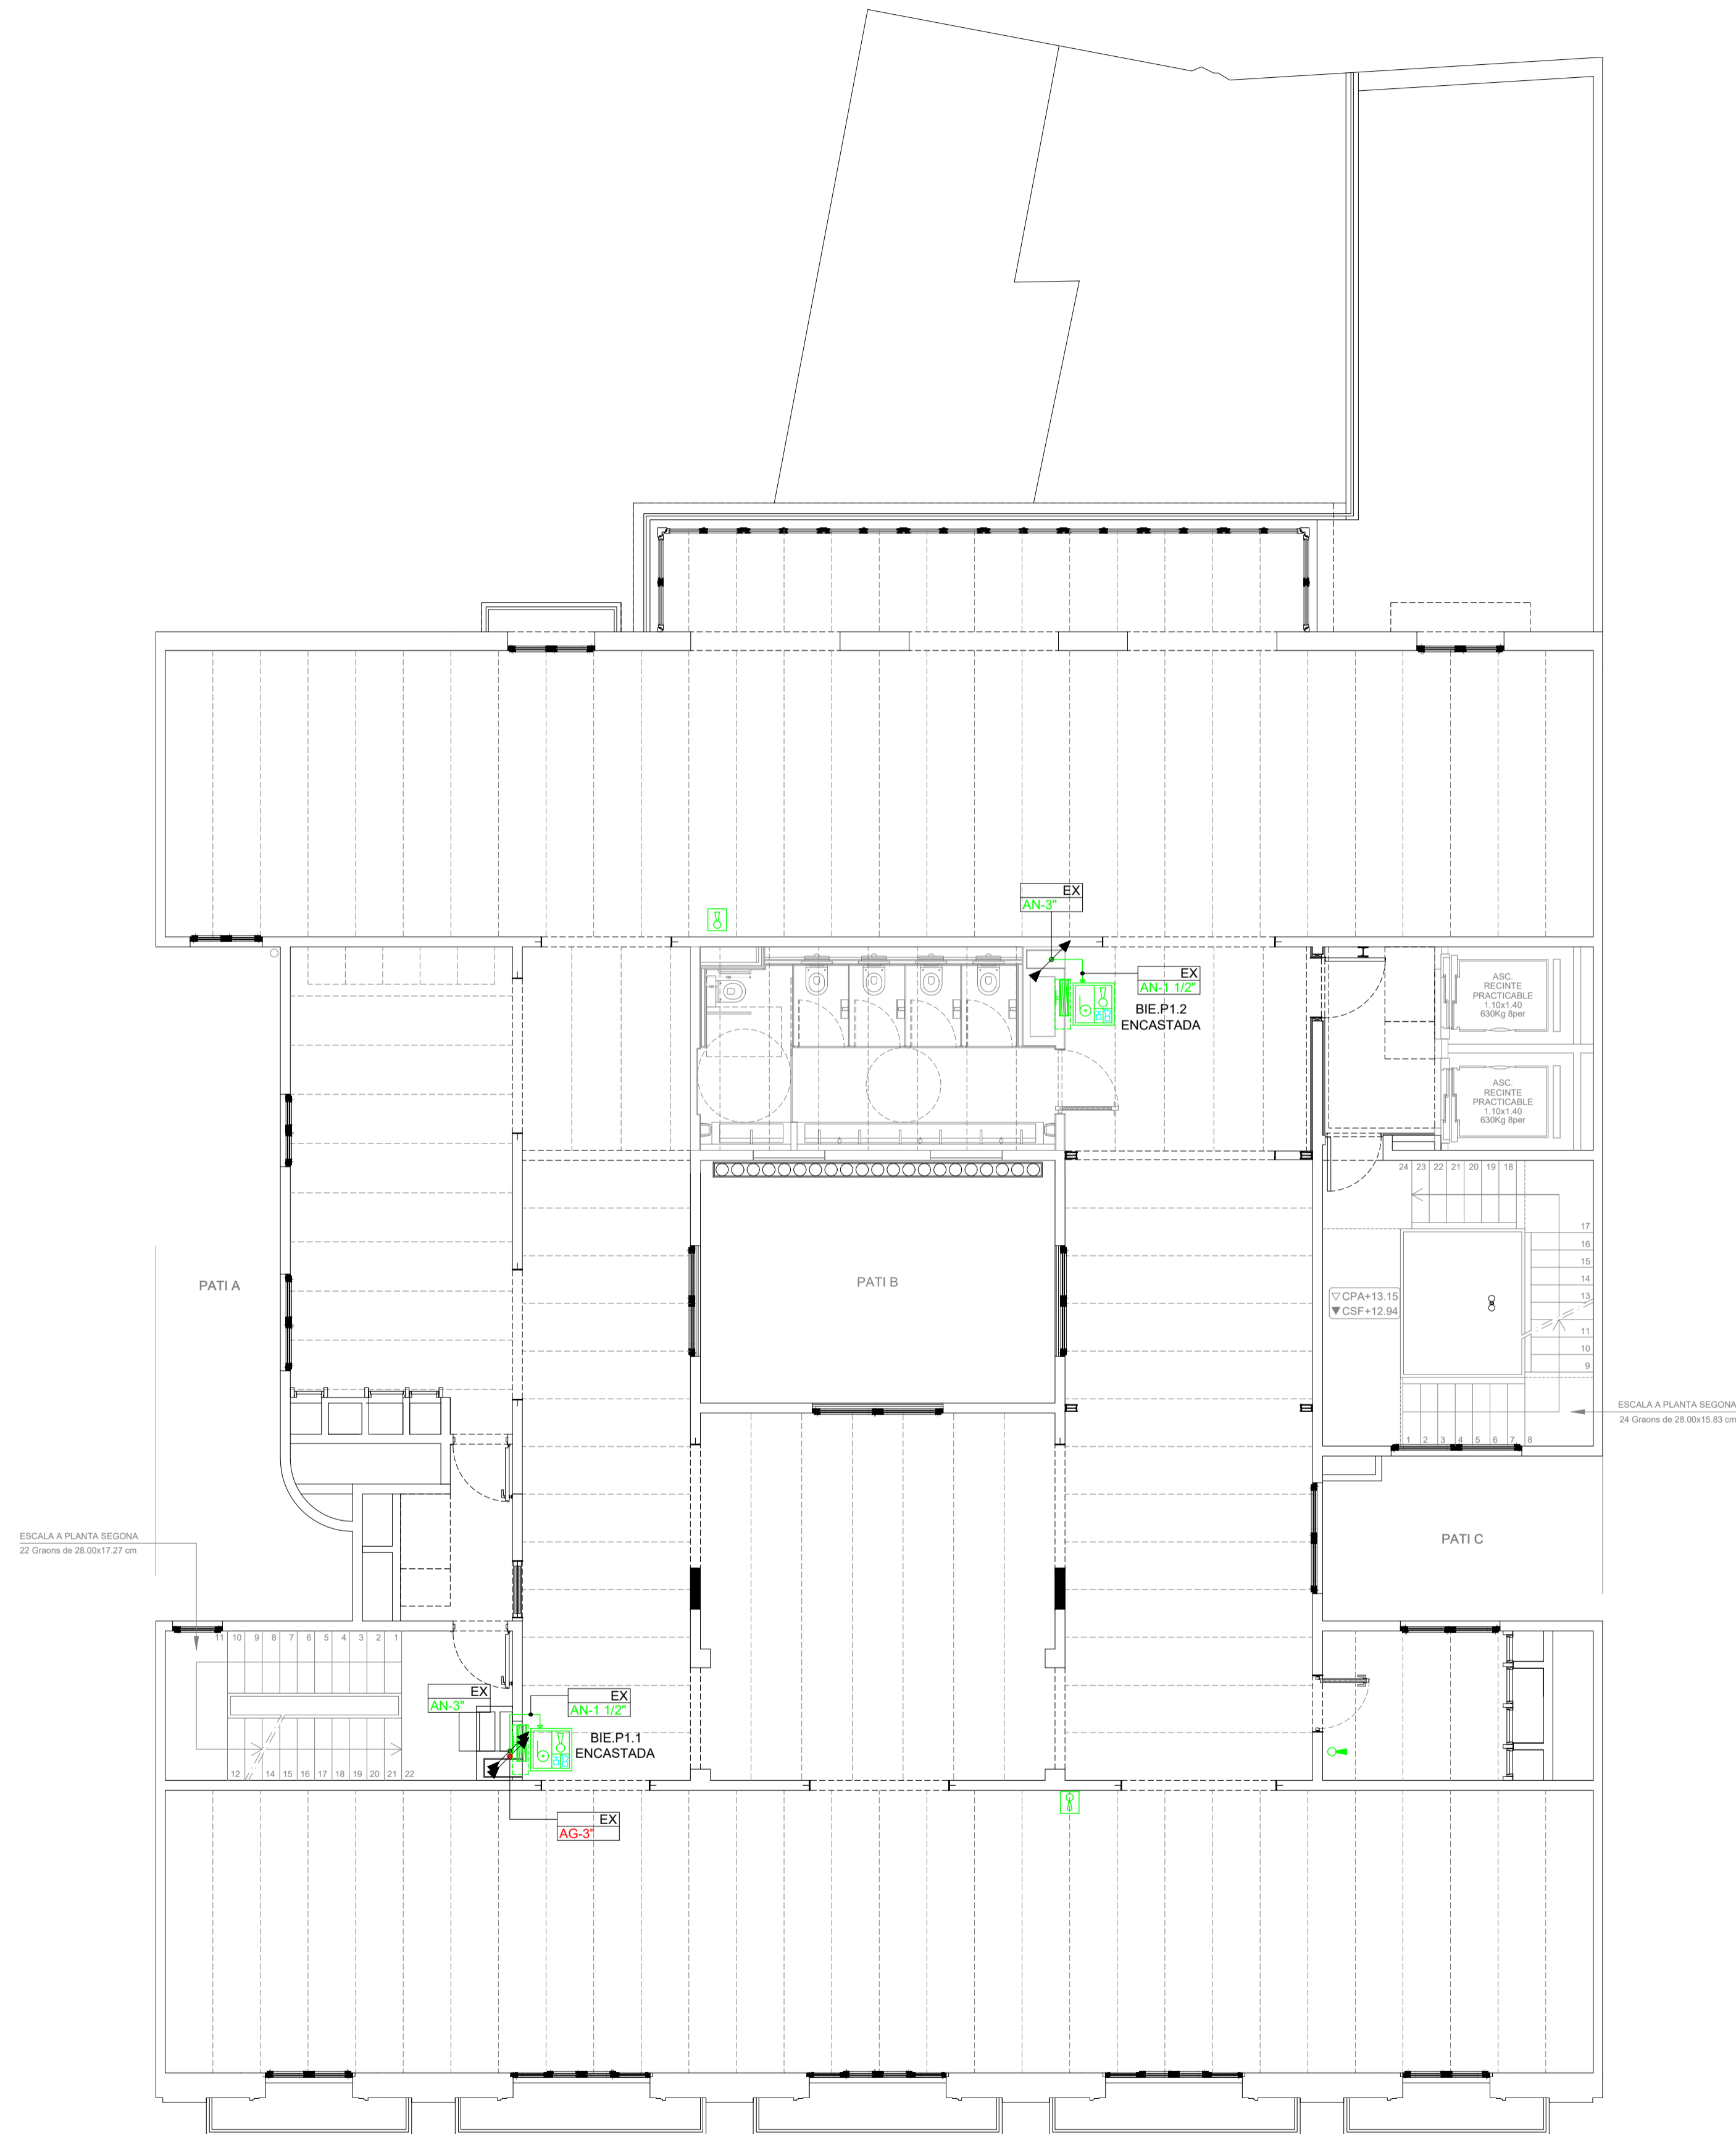 EX
AN-3"
EX
AN-1 1/2"
BIE.P1.2
ENCASTADA
ASC.
RECINTE
PRACTICABLE
1.10x1.40
630Kg 8per
ASC.
RECINTE
PRACTICABLE
1.10x1.40
630Kg 8per
24 23 22 21 20 19 18
17
16
15
14
13
11
10
9
1 2 3 4 5 6 7 8
PATI A
PATI B
CPA+13.15
CSF+12.94
ESCALA A PLANTA SEGONA
24 Graons de 28.00x15.83 cm
PATI C
ESCALA A PLANTA SEGONA
22 Graons de 28.00x17.27 cm
11 10 9 8 7 6 5 4 3 2 1
12 14 15 16 17 18 19 20 21 22
EX
AN-3"
EX
AN-1 1/2"
BIE.P1.1
ENCASTADA
EX
AG-3"